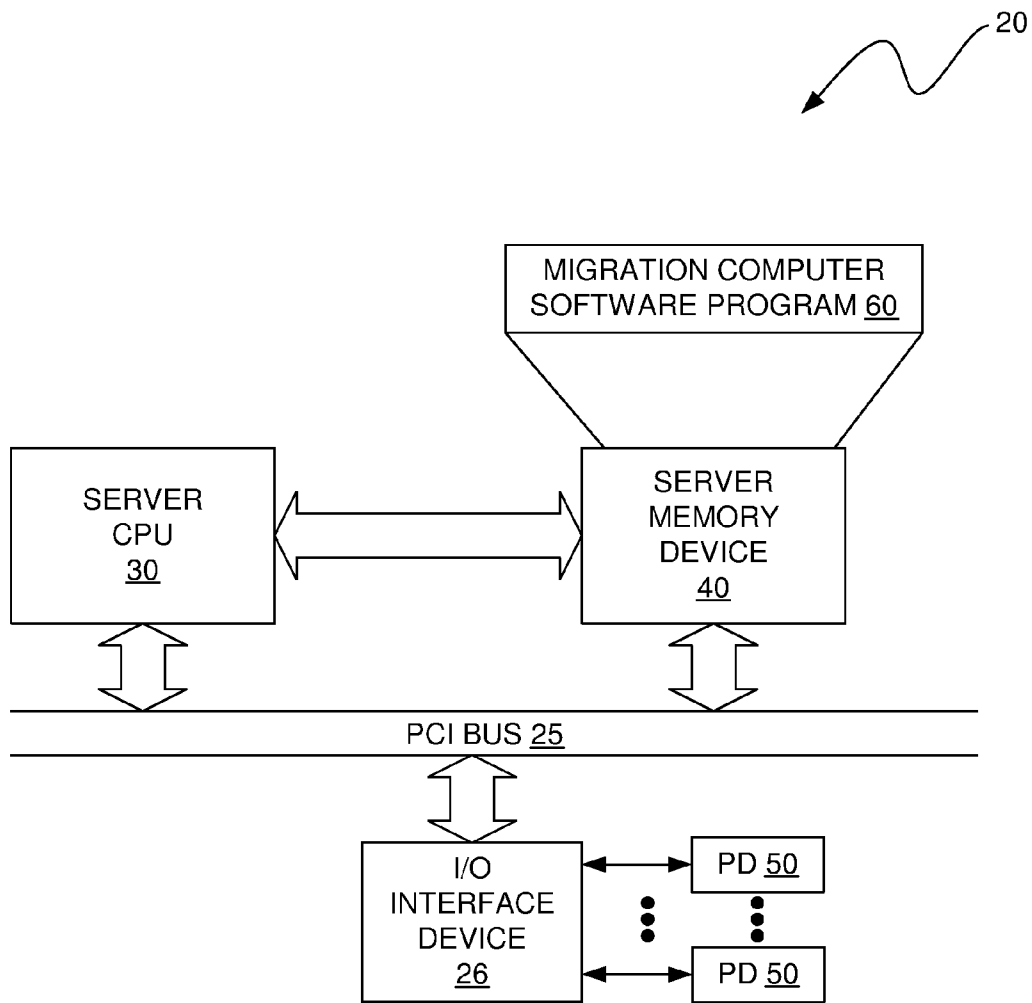 20
MIGRATION COMPUTER
SOFTWARE PROGRAM 60
SERVER
CPU
30
SERVER
MEMORY
DEVICE
40
PCI BUS 25
I/O
INTERFACE
DEVICE
26
PD 50
PD 50